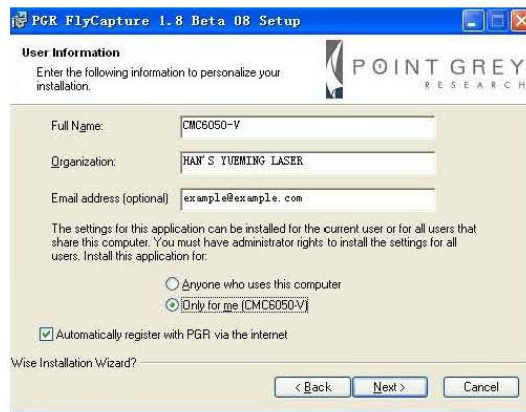 PGR FlyCapture 1.8 Beta 08 Setup
User Information
Enter the following information to personalize your
installation.
POINT GREY
RESEARCH
Full Name:
CMC6050-V
Organization:
HAN'S YUEMING LASER
Email address (optional)
example@example.com
The settings for this application can be installed for the current user or for all users that
share this computer. You must have administrator rights to install the settings for all
users. Install this application for:
Anyone who uses this computer
Only for me (CMC6050-V)
Automatically register with PGR via the internet
Wise Installation Wizard?
< Back
Next >
Cancel